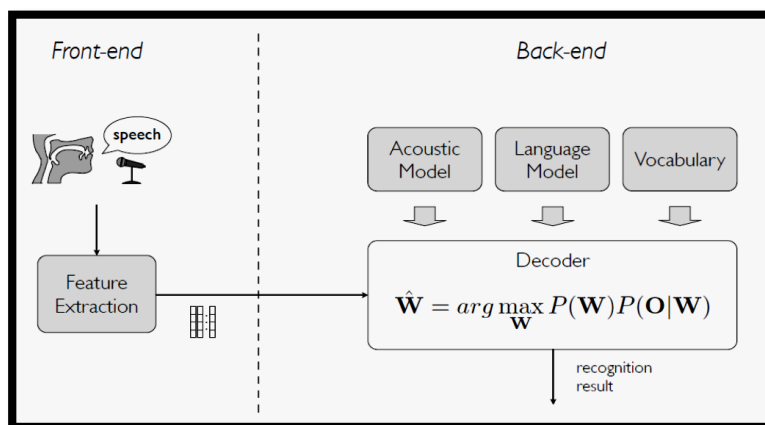 Front-end
Back-end
speech
Acoustic
Model
Language
Model
Vocabulary
Feature
Extraction
Decoder
Ŵ = arg max P(W)P(O|W)
W
recognition
result